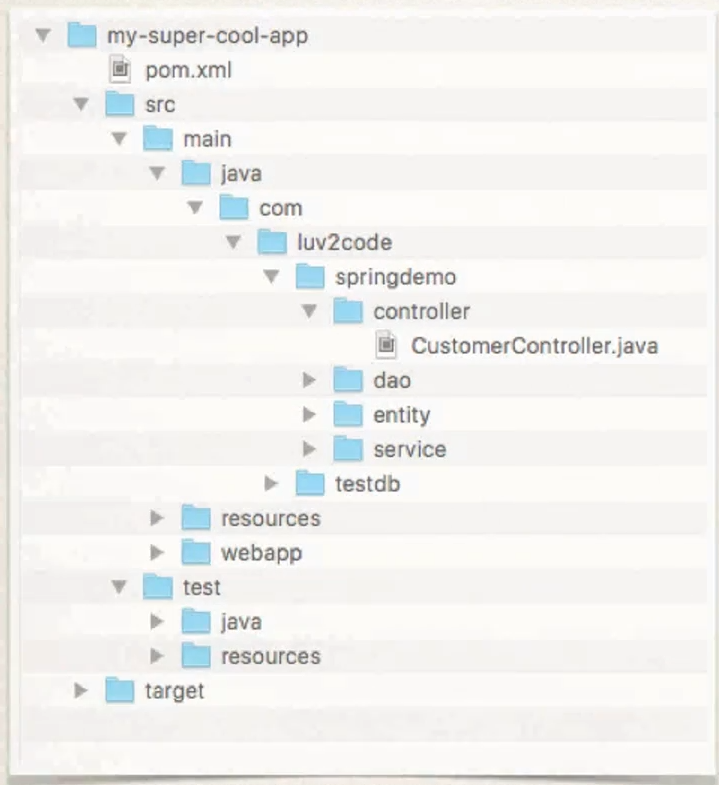 my-super-cool-app
pom.xml
src
main
java
com
luv2code
springdemo
controller
CustomerController.java
dao
entity
service
testdb
resources
webapp
test
java
resources
target